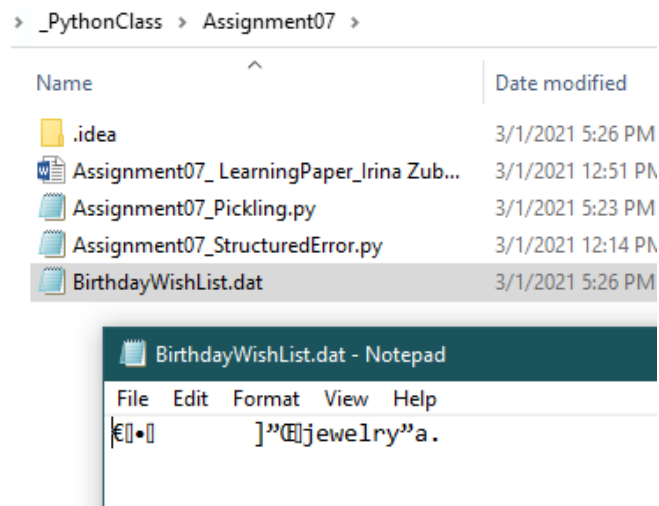 > _PythonClass > Assignment07 >
Name Date modified
.idea 3/1/2021 5:26 PM
Assignment07_ LearningPaper_Irina Zub... 3/1/2021 12:51 PM
Assignment07_Pickling.py 3/1/2021 5:23 PM
Assignment07_StructuredError.py 3/1/2021 12:14 PM
BirthdayWishList.dat 3/1/2021 5:26 PM
BirthdayWishList.dat - Notepad
File Edit Format View Help
€▯•▯ ]”Œ▯jewelry”a.